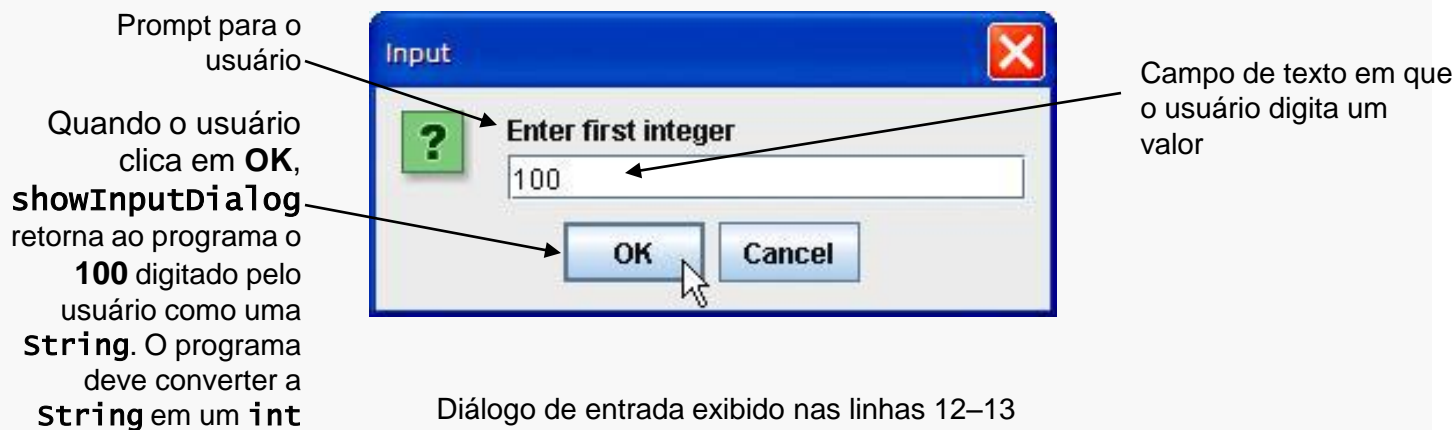 Prompt para o
usuário
Quando o usuário
clica em OK,
showInputDialog
retorna ao programa o
100 digitado pelo
usuário como uma
String. O programa
deve converter a
String em um int
Input
Enter first integer
100
OK
Cancel
Campo de texto em que
o usuário digita um
valor
Diálogo de entrada exibido nas linhas 12–13